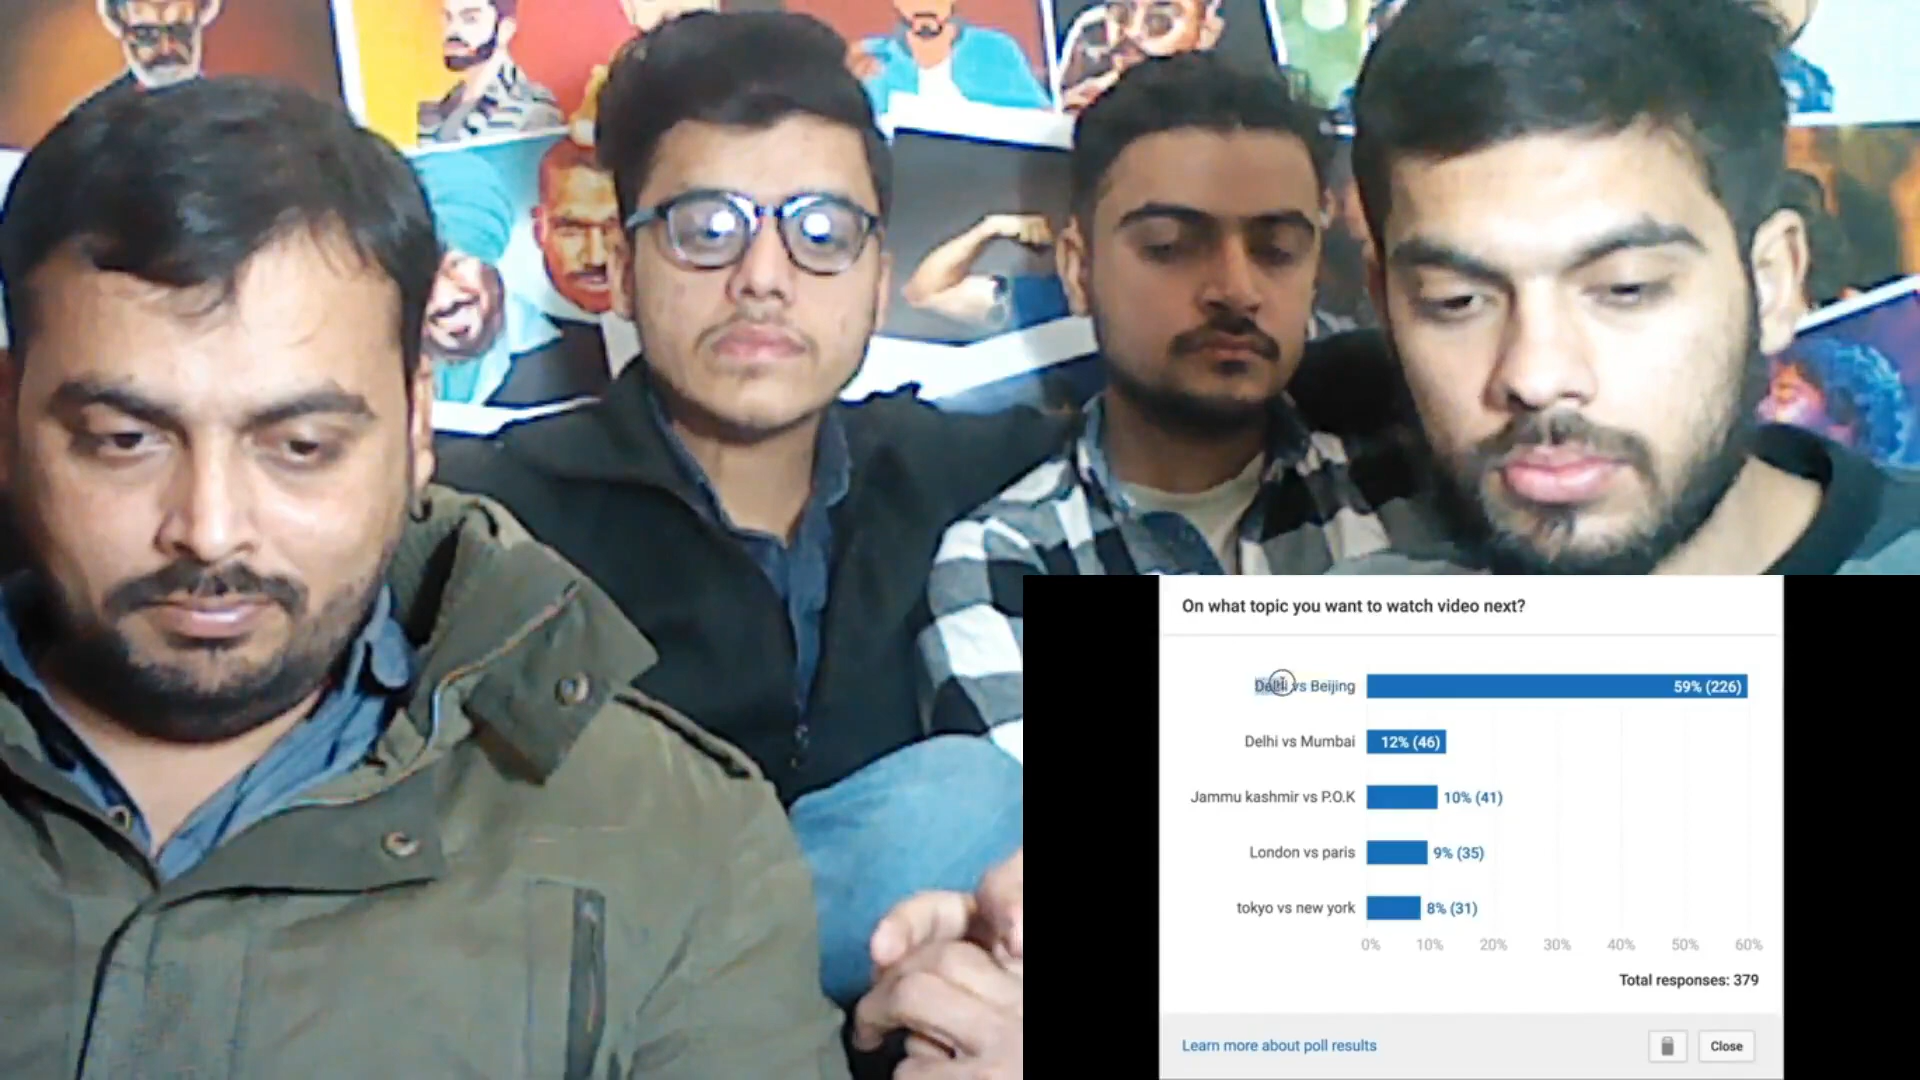 On what topic you want to watch video next?
Delhi vs Beijing 59% (226)
Delhi vs Mumbai 12% (46)
Jammu kashmir vs P.O.K 10% (41)
London vs paris 9% (35)
tokyo vs new york 8% (31)
0% 10% 20% 30% 40% 50% 60%
Total responses: 379
Learn more about poll results Close